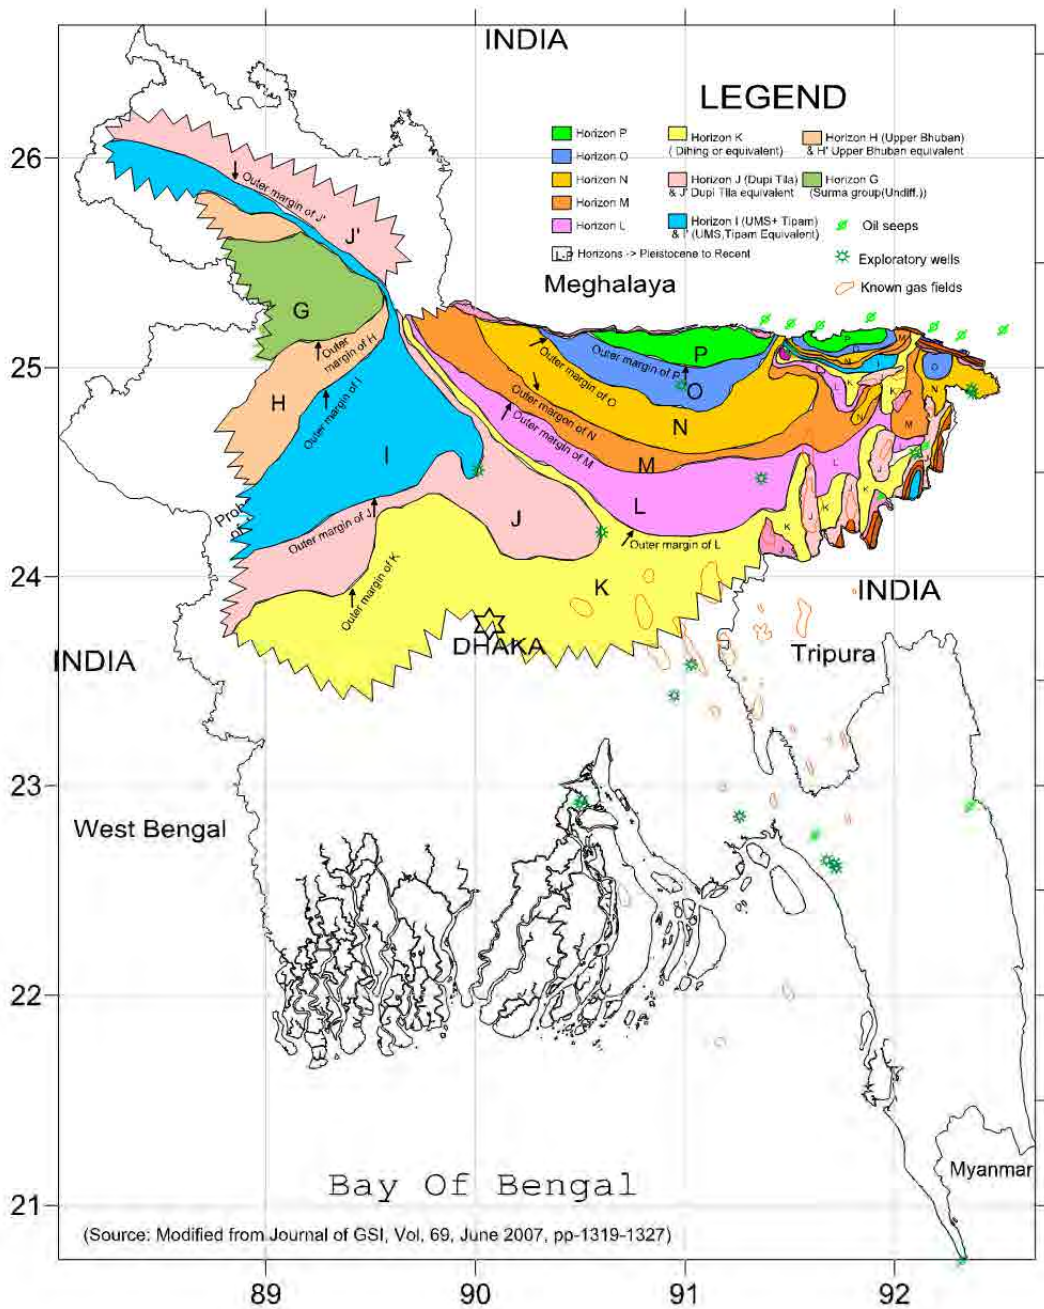 INDIA
LEGEND
Horizon P
Horizon O
Horizon N
Horizon M
Horizon L
L-P Horizons -> Pleistocene to Recent
Horizon K
( Dihing or equivalent)
Horizon J (Dupi Tila)
& J' Dupi Tila equivalent
Horizon I (UMS+ Tipam)
& I' (UMS,Tipam Equivalent)
Horizon H (Upper Bhuban)
& H' Upper Bhuban equivalent
Horizon G
(Surma group(Undiff.))
Oil seeps
Exploratory wells
Known gas fields
Meghalaya
26
25
24
23
22
21
Outer margin of J'
J'
G
Outer
margin of H
H
Outer margin of I
I
Outer margin of J
J
Outer margin of K
K
Outer margin of P
P
O
Outer margin of O
N
Outer margon of N
M
Outer margin of M
L
Outer margin of L
P
M
N
I
O
N
L
K
K
L
N
M
L
J
K
K
J
K
J
DHAKA
INDIA
INDIA
Tripura
West Bengal
Myanmar
Bay Of Bengal
(Source: Modified from Journal of GSI, Vol, 69, June 2007, pp-1319-1327)
89 90 91 92